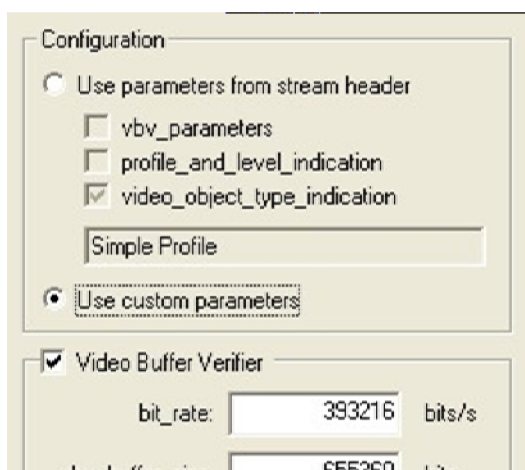 Configuration
Use parameters from stream header
vbv_parameters
profile_and_level_indication
video_object_type_indication
Simple Profile
Use custom parameters
Video Buffer Verifier
bit_rate: 393216 bits/s